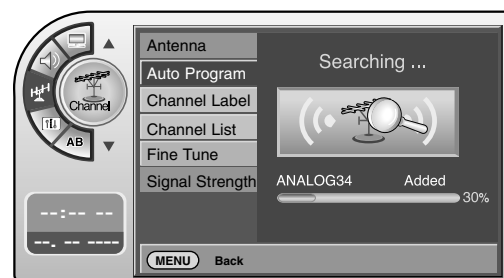 Antenna
Auto Program
Channel Label
Channel List
Fine Tune
Signal Strength
Searching ...
ANALOG34 Added
30%
Channel
AB
--:-- --
--. -- ----
MENU Back